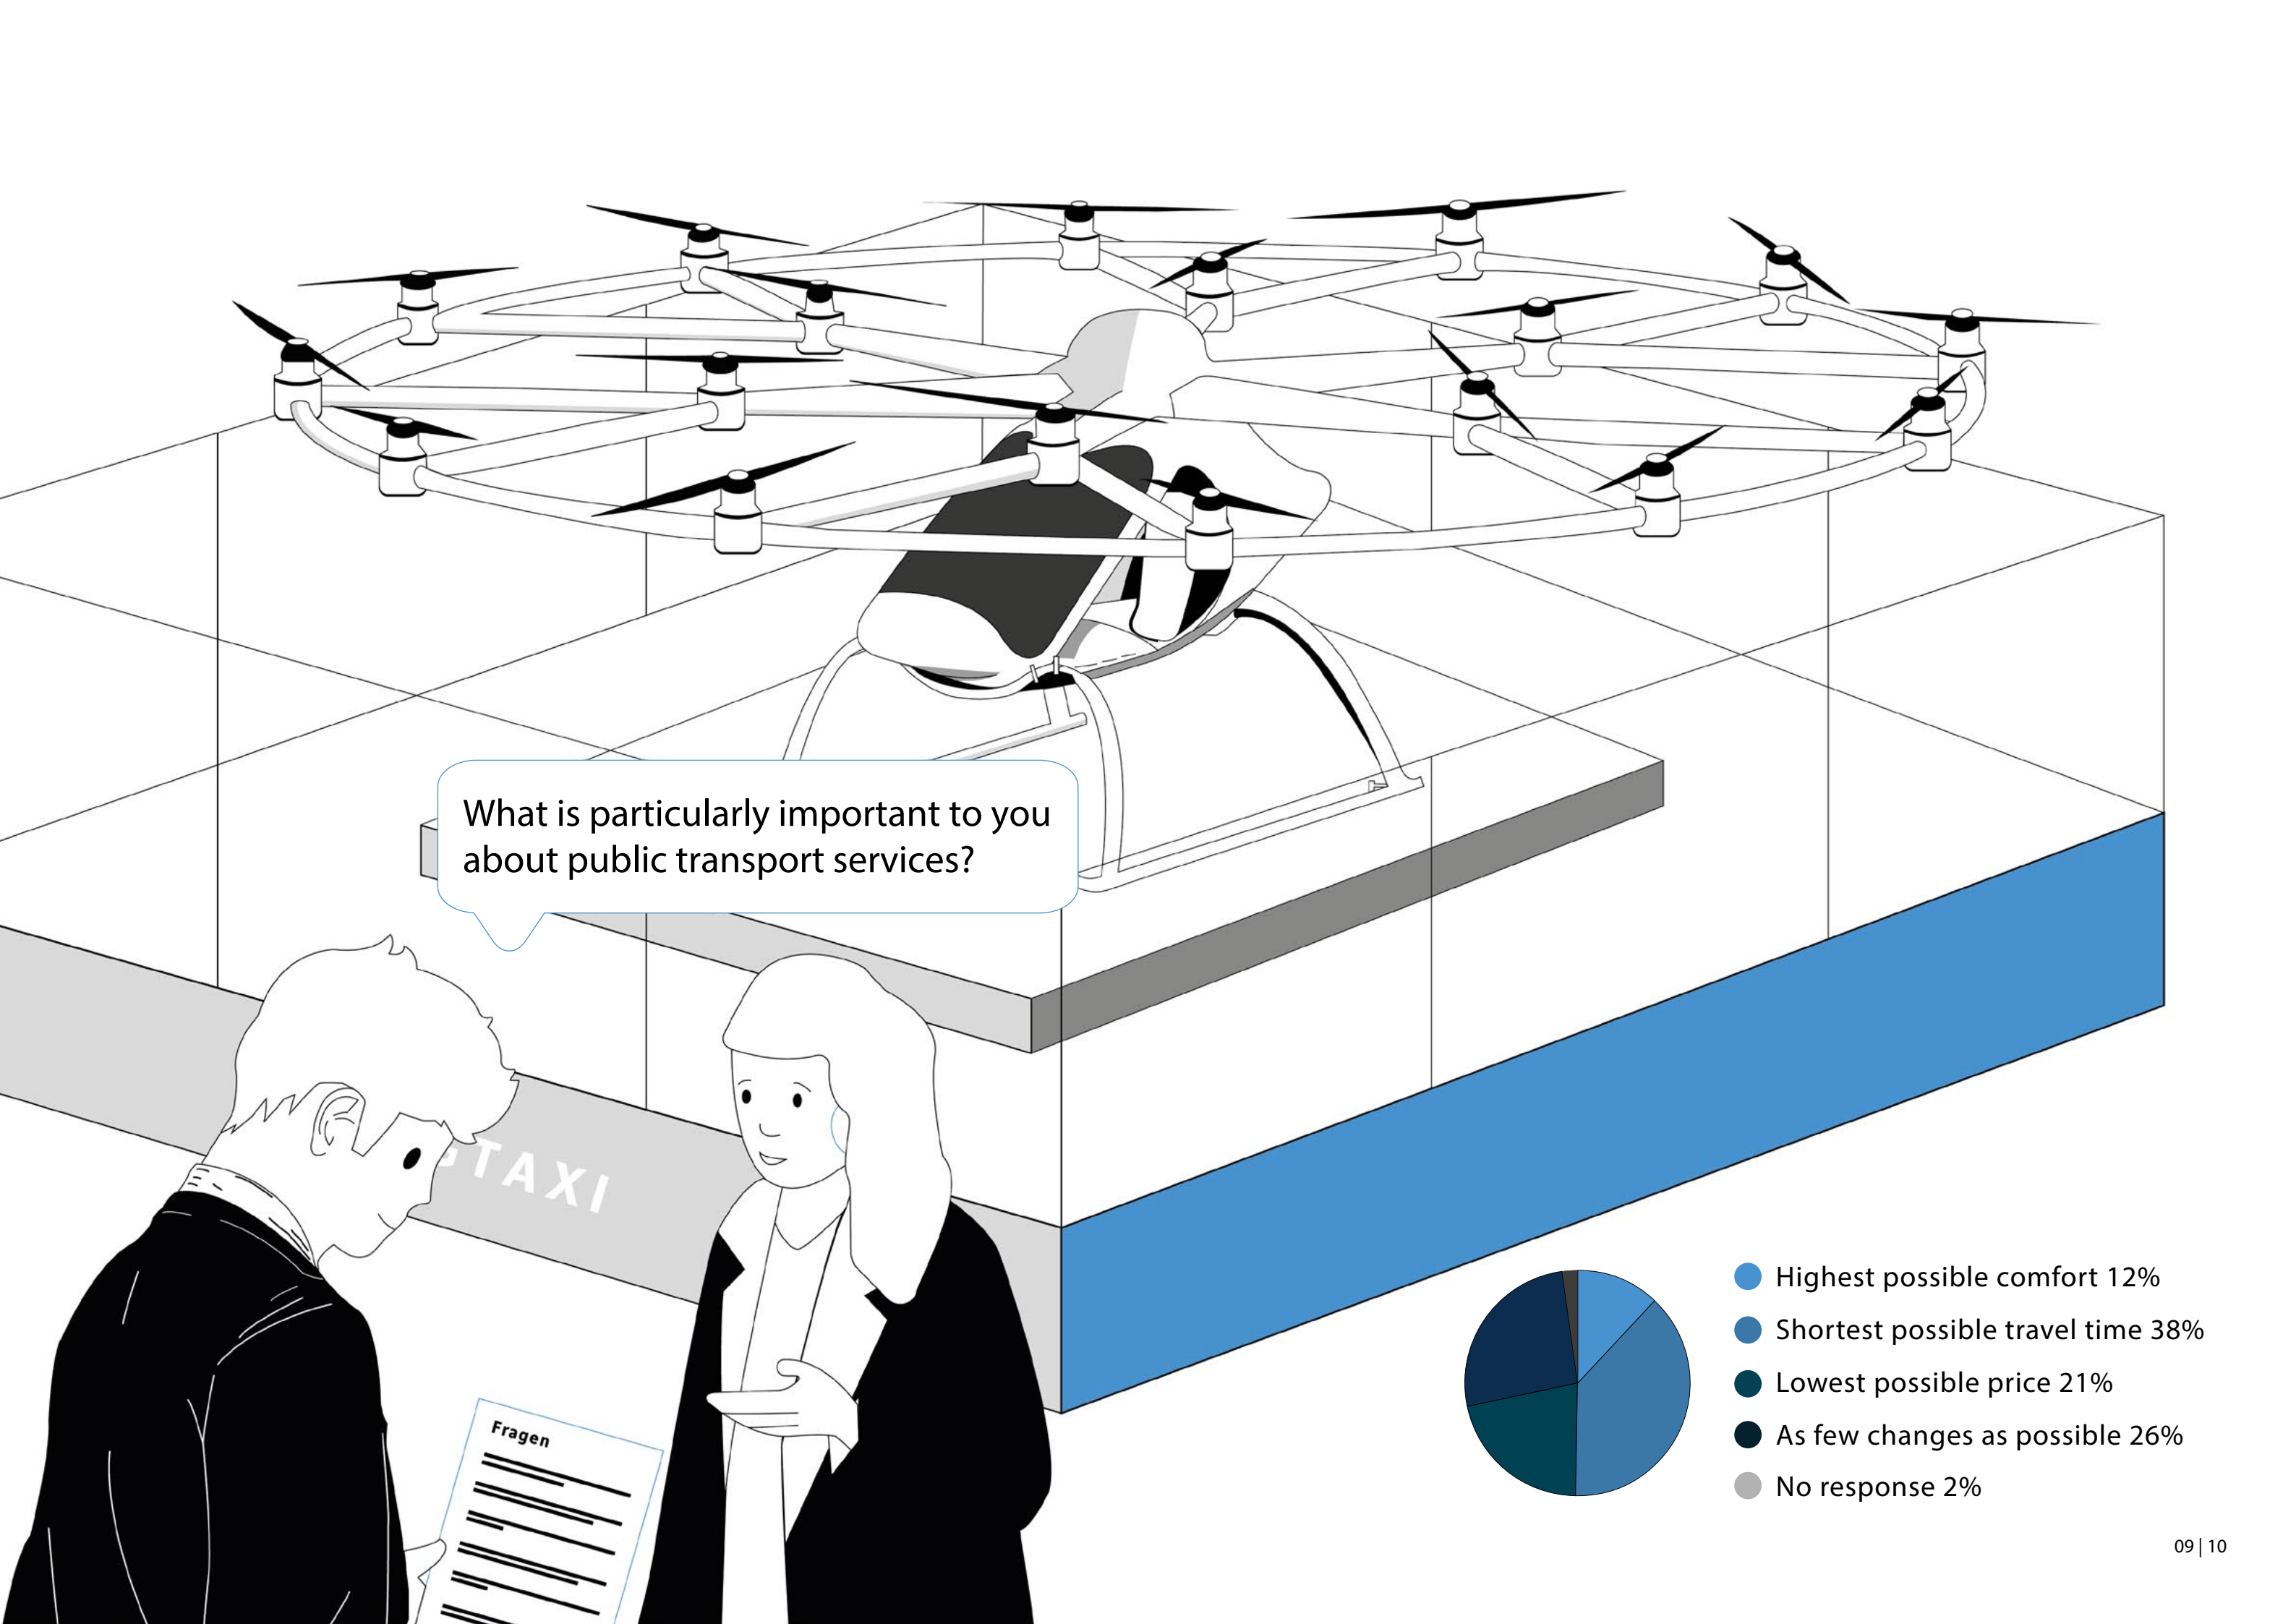 What is particularly important to you
about public transport services?
GTAXI
Fragen
Highest possible comfort 12%
Shortest possible travel time 38%
Lowest possible price 21%
As few changes as possible 26%
No response 2%
09 | 10